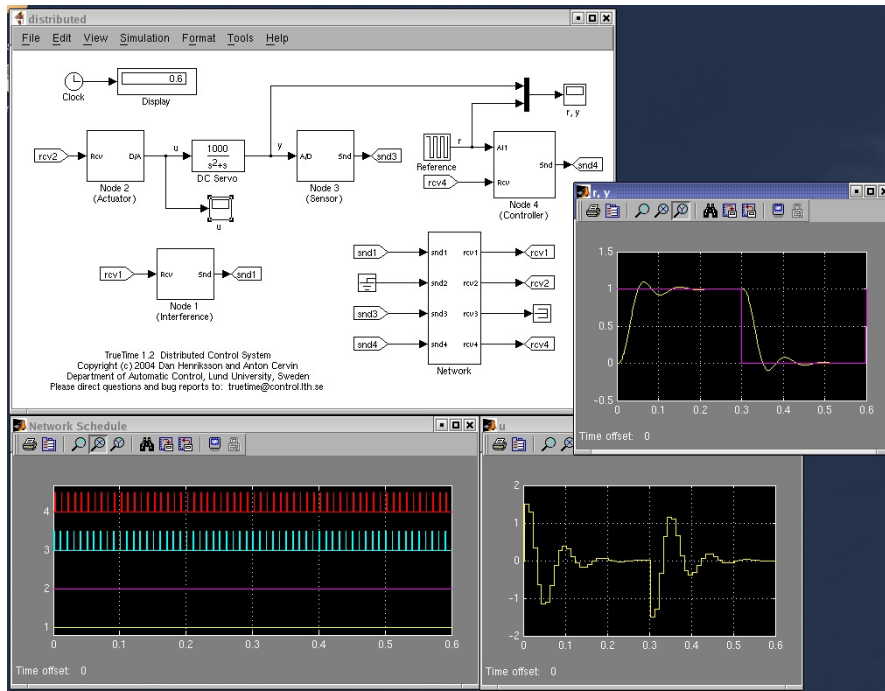 distributed
File Edit View Simulation Format Tools Help
Clock
0.6
Display
r, y
rcv2
Rcv D/A
Node 2
(Actuator)
u
1000
s²+s
DC Servo
y
A/D Snd
Node 3
(Sensor)
snd3
Reference
r
rcv4
AI1
Rcv
Snd
Node 4
(Controller)
snd4
u
rcv1
Rcv Snd
Node 1
(Interference)
snd1
snd1 snd1 rcv1 rcv1
snd2 rcv2 rcv2
snd3 snd3 rcv3
snd4 snd4 rcv4 rcv4
Network
TrueTime 1.2 Distributed Control System
Copyright (c) 2004 Dan Henriksson and Anton Cervin
Department of Automatic Control, Lund University, Sweden
Please direct questions and bug reports to: truetime@control.lth.se
r, y
1.5
1
0.5
0
-0.5
0 0.1 0.2 0.3 0.4 0.5 0.6
Time offset: 0
Network Schedule
4
3
2
1
0 0.1 0.2 0.3 0.4 0.5 0.6
Time offset: 0
u
2
1
0
-1
-2
0 0.1 0.2 0.3 0.4 0.5 0.6
Time offset: 0